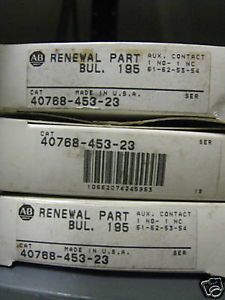 AB RENEWAL PART AUX. CONTACT
BUL. 195 1 NO- 1 NC
61-62-53-54
CAT MADE IN U.S.A. SER
40768-453-23
CAT SER
40768-453-23
10662074245953
AB RENEWAL PART AUX. CONTACT
BUL. 195 1 NO- 1 NC
61-62-53-54
CAT MADE IN U.S.A. SER
40768-453-23